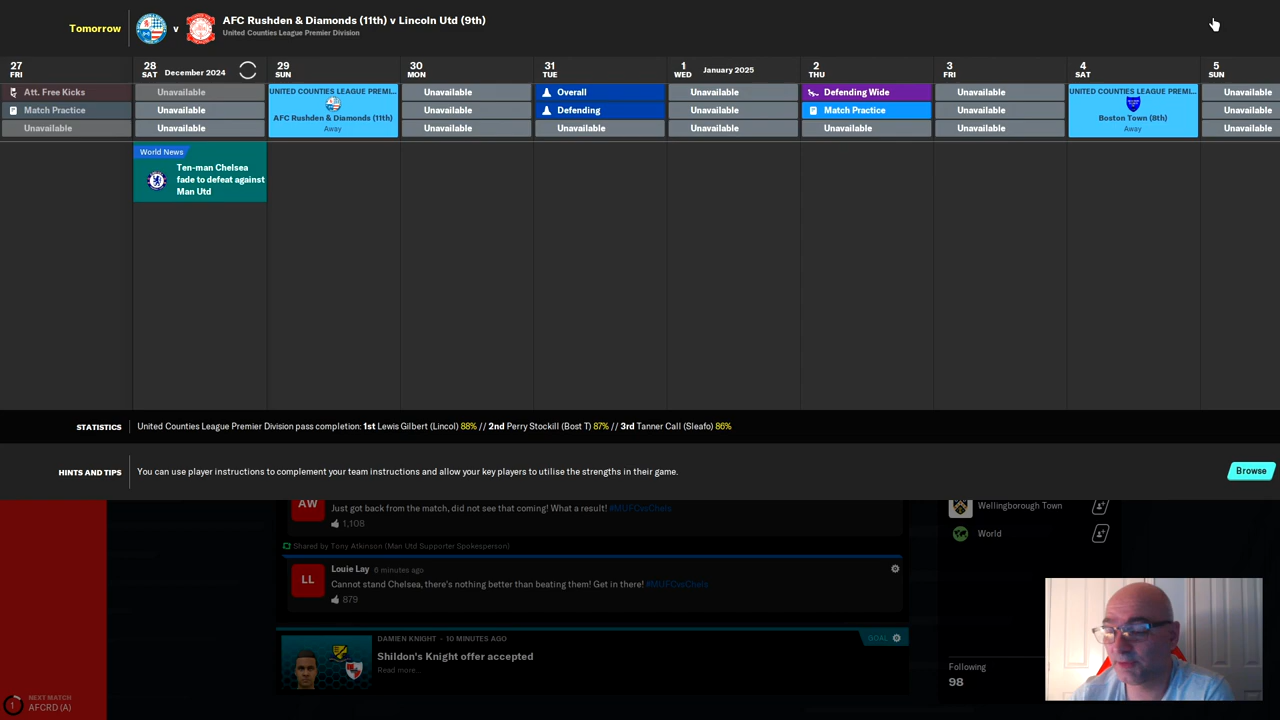 Tomorrow
v
AFC Rushden & Diamonds (11th) v Lincoln Utd (9th)
United Counties League Premier Division
27 FRI
28 SAT December 2024
29 SUN
30 MON
31 TUE
1 WED January 2025
2 THU
3 FRI
4 SAT
5 SUN
Att. Free Kicks
Match Practice
Unavailable
Unavailable
Unavailable
Unavailable
UNITED COUNTIES LEAGUE PREMI...
AFC Rushden & Diamonds (11th)
Away
Unavailable
Unavailable
Unavailable
Overall
Defending
Unavailable
Unavailable
Unavailable
Unavailable
Defending Wide
Match Practice
Unavailable
Unavailable
Unavailable
Unavailable
UNITED COUNTIES LEAGUE PREMI...
Boston Town (8th)
Away
Unavailable
Unavailable
Unavailable
World News
Ten-man Chelsea
fade to defeat against
Man Utd
STATISTICS
United Counties League Premier Division pass completion: 1st Lewis Gilbert (Lincol) 88% // 2nd Perry Stockill (Bost T) 87% // 3rd Tanner Call (Sleafo) 86%
HINTS AND TIPS
You can use player instructions to complement your team instructions and allow your key players to utilise the strengths in their game.
Browse
AW
Just got back from the match, did not see that coming! What a result! #MUFCvsChels
1,108
Shared by Tony Atkinson (Man Utd Supporter Spokesperson)
LL
Louie Lay 6 minutes ago
Cannot stand Chelsea, there's nothing better than beating them! Get in there! #MUFCvsChels
879
DAMIEN KNIGHT - 10 MINUTES AGO
GOAL
Shildon's Knight offer accepted
Read more...
Wellingborough Town
World
Following
98
1
NEXT MATCH
AFCRD (A)